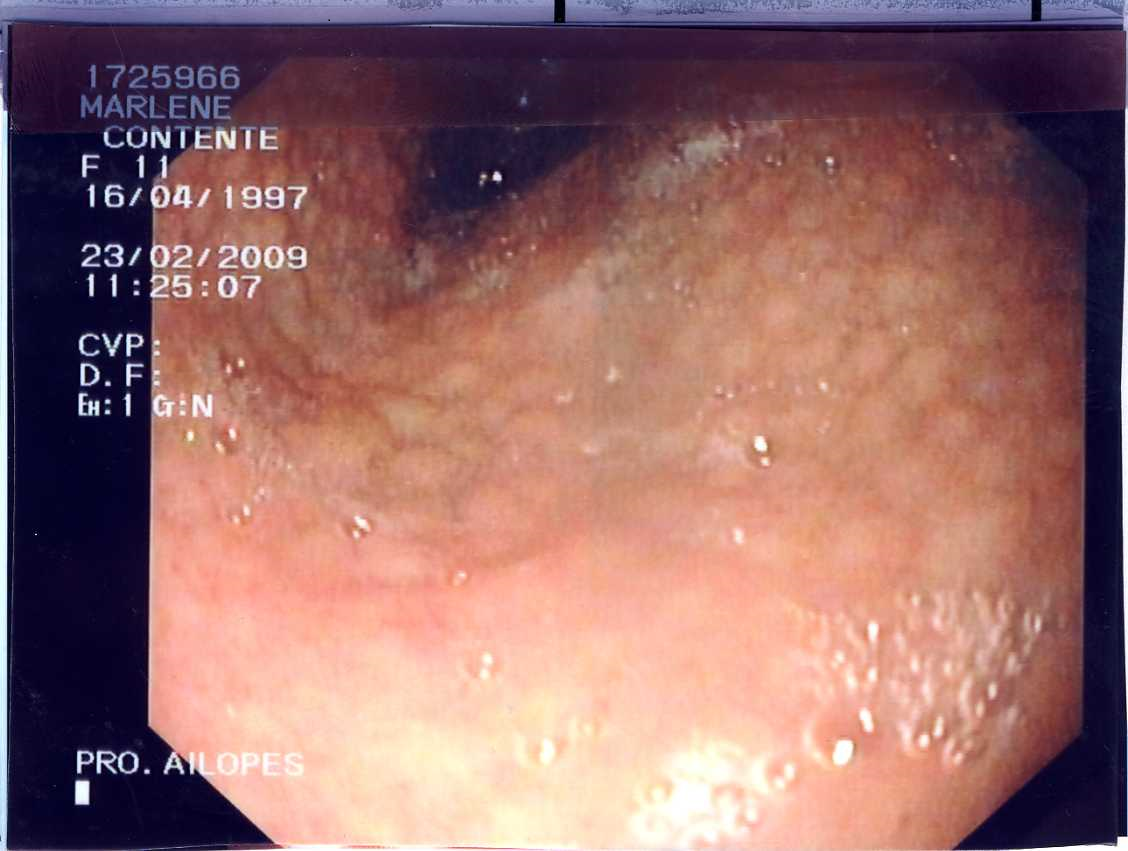 1725966
MARLENE
CONTENTE
F 11
16/04/1997
23/02/2009
11:25:07
CVP:
D.F:
EH:1 G:N
PRO. AILOPES